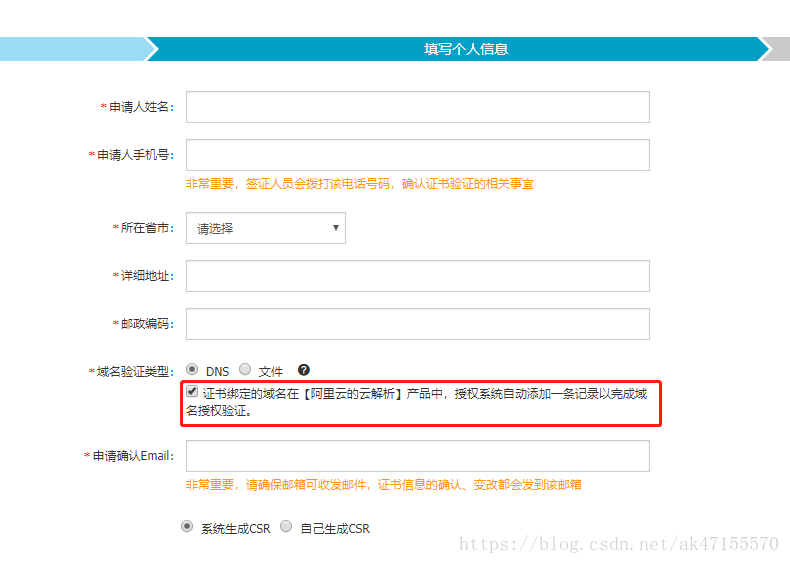 填写个人信息
*申请人姓名：
*申请人手机号：
非常重要，签证人员会拨打该电话号码，确认证书验证的相关事宜
*所在省市： 请选择
*详细地址：
*邮政编码：
*域名验证类型： DNS 文件 ?
证书绑定的域名在【阿里云的云解析】产品中，授权系统自动添加一条记录以完成域
名授权验证。
*申请确认Email：
非常重要，请确保邮箱可收发邮件，证书信息的确认、变改都会发到该邮箱
系统生成CSR 自己生成CSR
https://blog.csdn.net/ak47155570